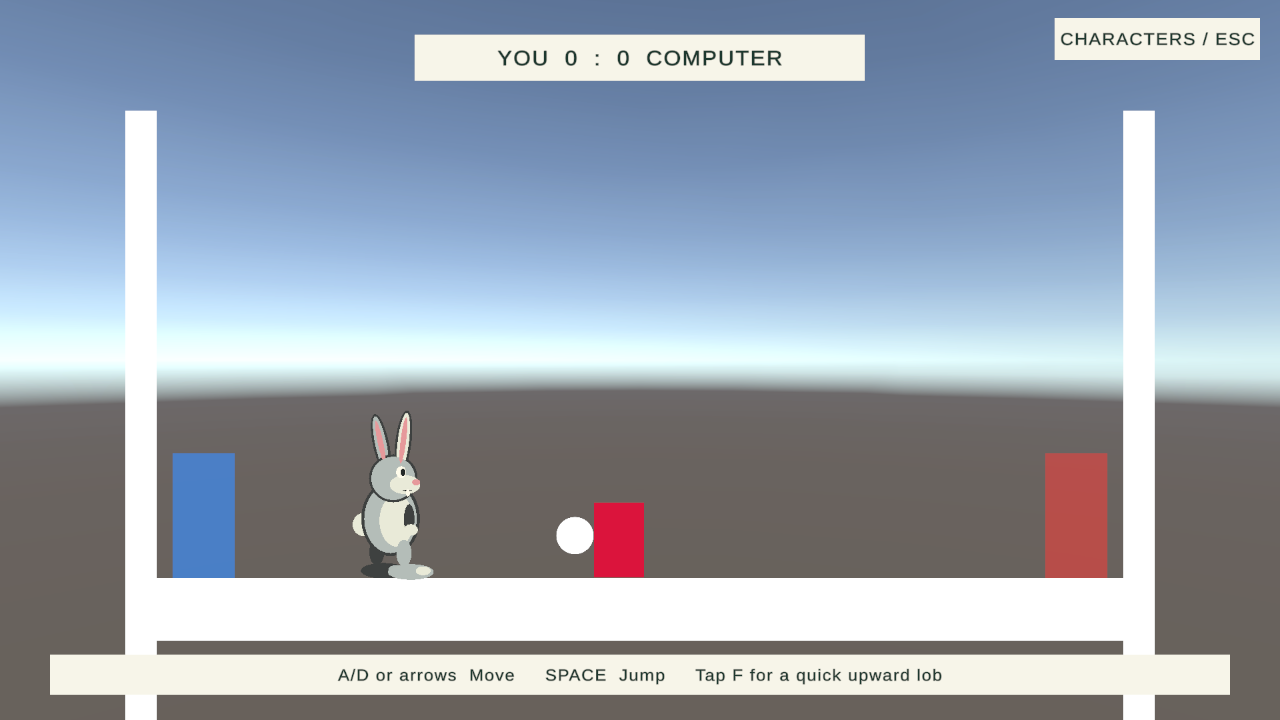 YOU 0 : 0 COMPUTER
CHARACTERS / ESC
A/D or arrows Move SPACE Jump Tap F for a quick upward lob